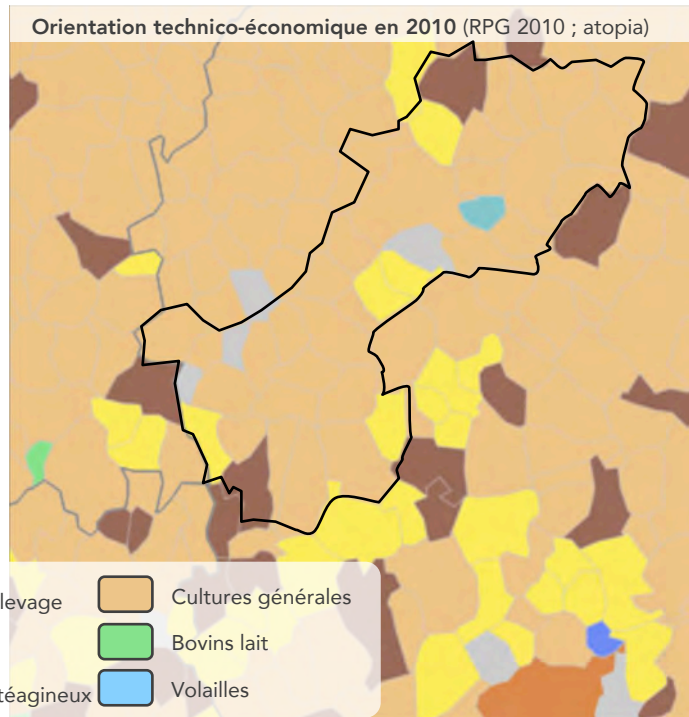 Orientation technico-économique en 2010 (RPG 2010 ; atopia)
levage
Cultures générales
Bovins lait
téagineux
Volailles